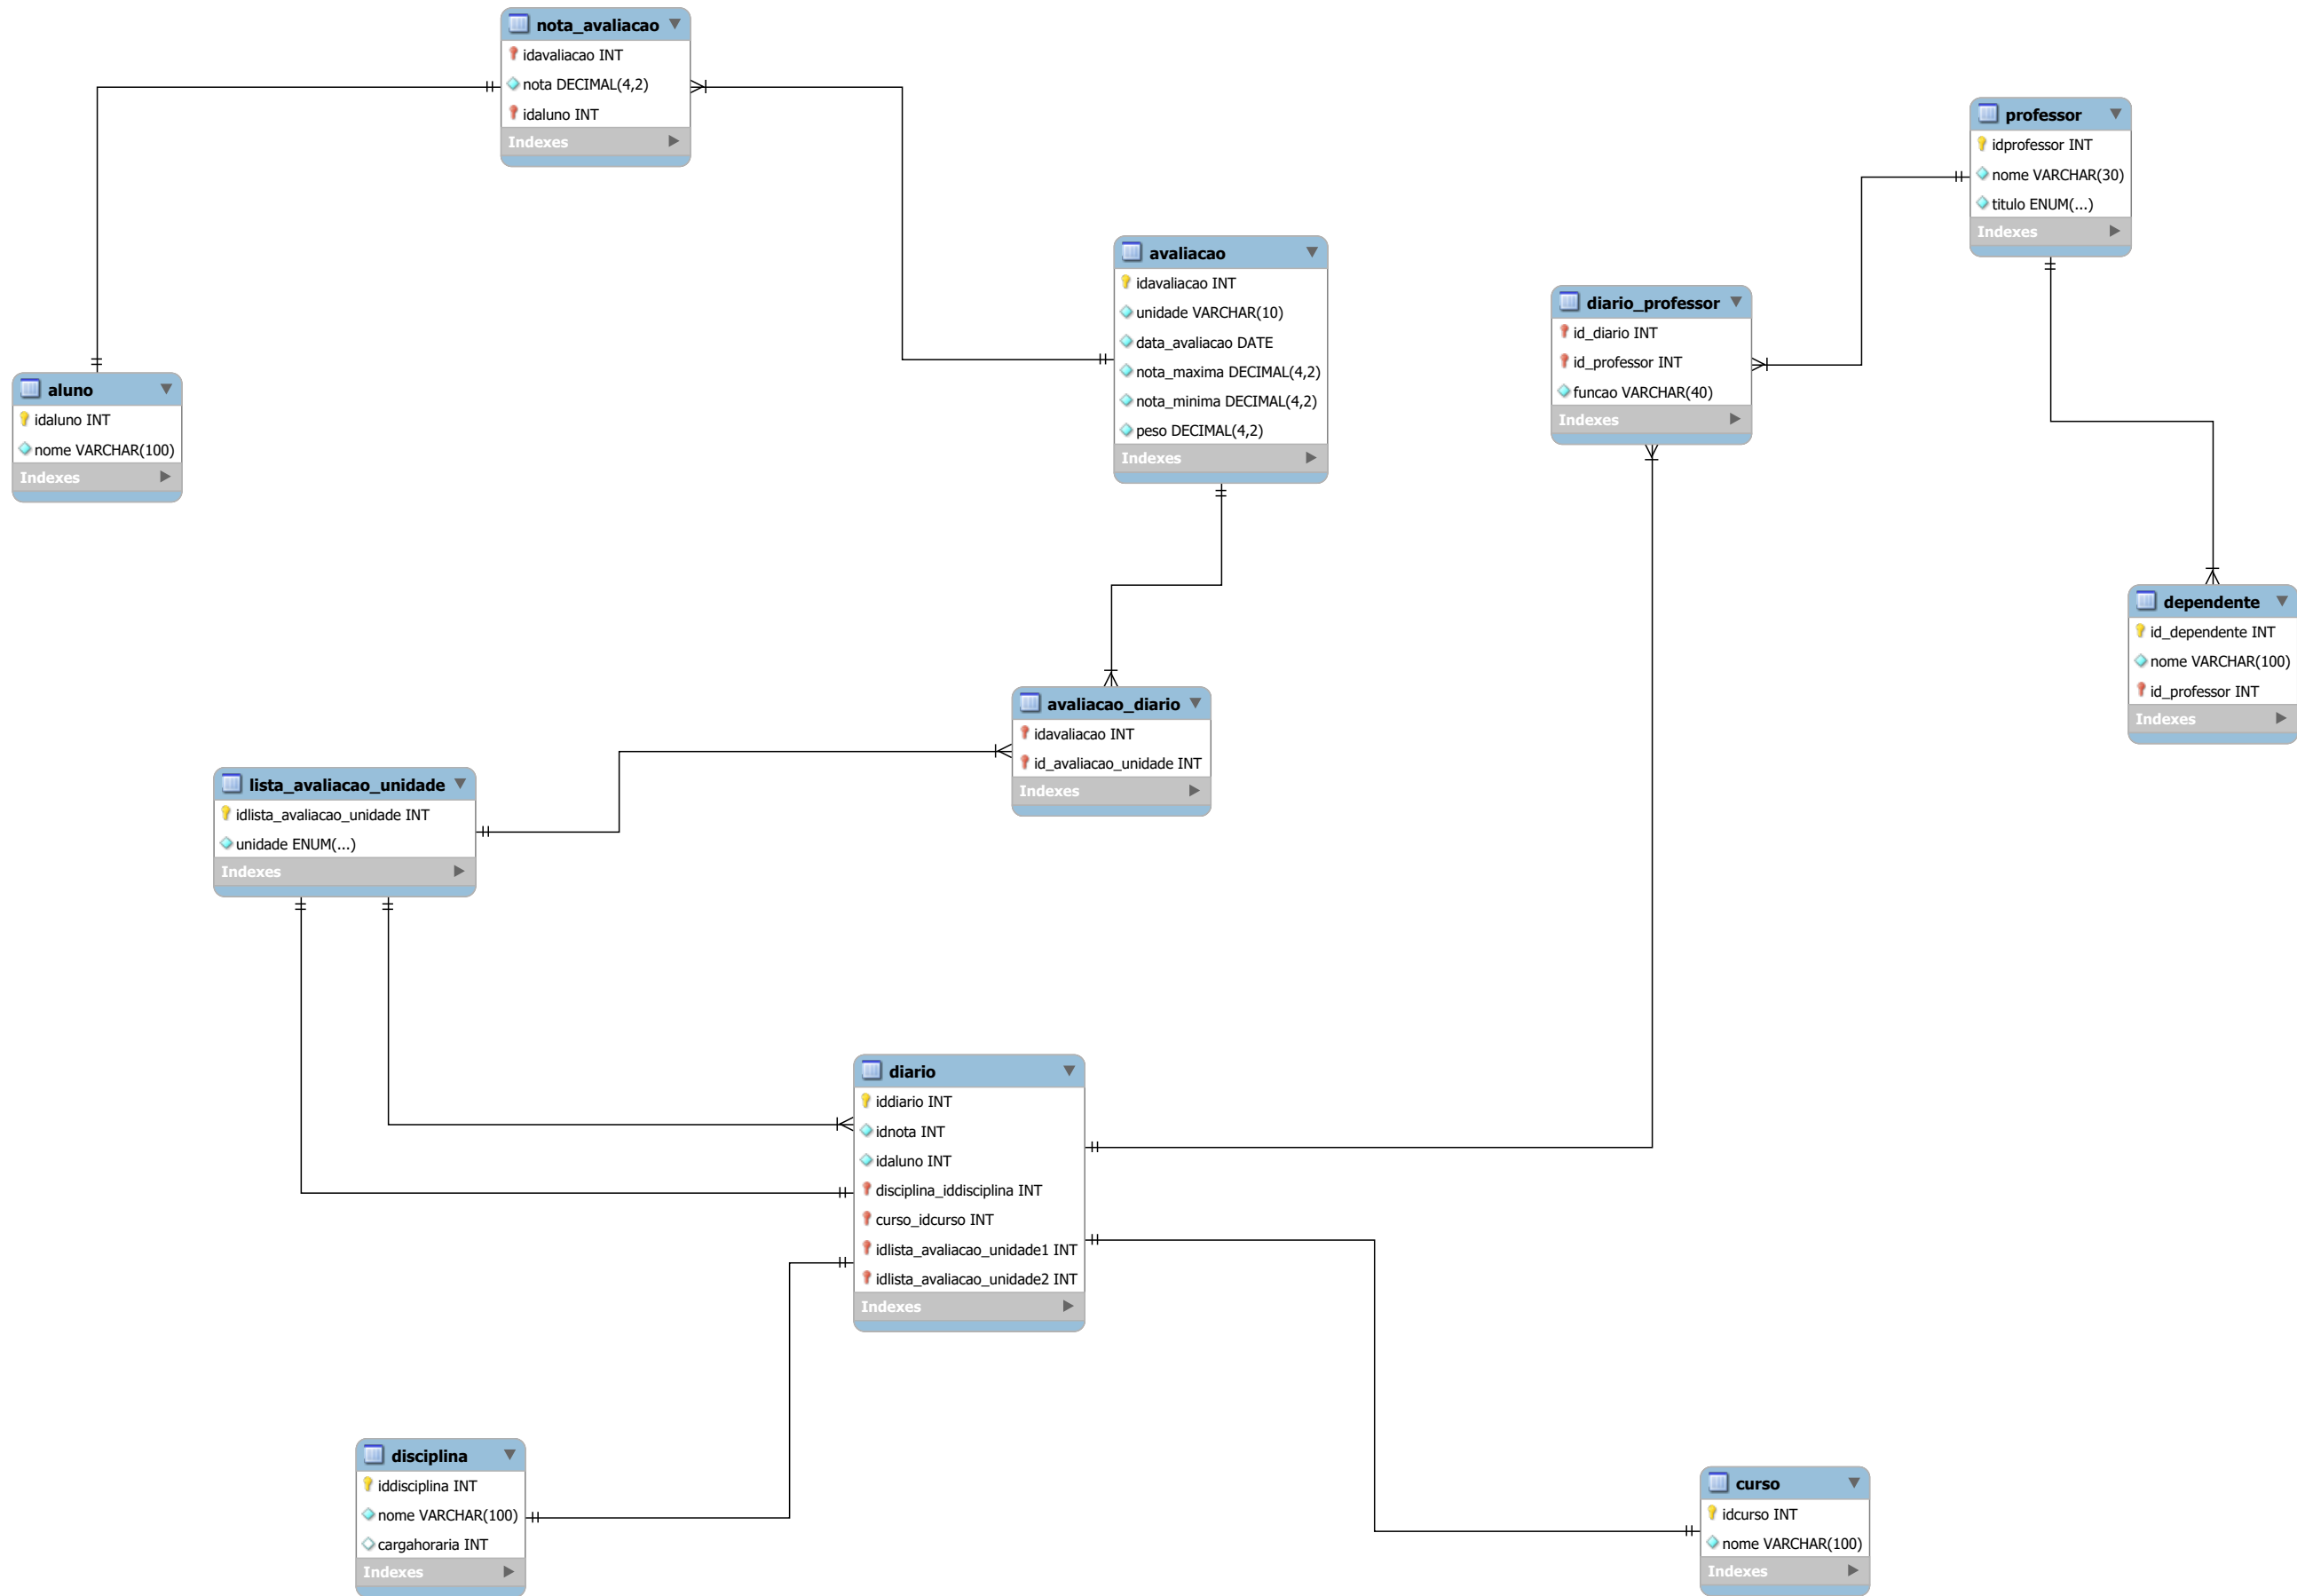 nota_avaliacao
idavaliacao INT
nota DECIMAL(4,2)
idaluno INT
Indexes
professor
idprofessor INT
nome VARCHAR(30)
titulo ENUM(...)
Indexes
avaliacao
idavaliacao INT
unidade VARCHAR(10)
data_avaliacao DATE
nota_maxima DECIMAL(4,2)
nota_minima DECIMAL(4,2)
peso DECIMAL(4,2)
Indexes
diario_professor
id_diario INT
id_professor INT
funcao VARCHAR(40)
Indexes
aluno
idaluno INT
nome VARCHAR(100)
Indexes
dependente
id_dependente INT
nome VARCHAR(100)
id_professor INT
Indexes
avaliacao_diario
idavaliacao INT
id_avaliacao_unidade INT
Indexes
lista_avaliacao_unidade
idlista_avaliacao_unidade INT
unidade ENUM(...)
Indexes
diario
iddiario INT
idnota INT
idaluno INT
disciplina_iddisciplina INT
curso_idcurso INT
idlista_avaliacao_unidade1 INT
idlista_avaliacao_unidade2 INT
Indexes
disciplina
iddisciplina INT
nome VARCHAR(100)
cargahoraria INT
Indexes
curso
idcurso INT
nome VARCHAR(100)
Indexes